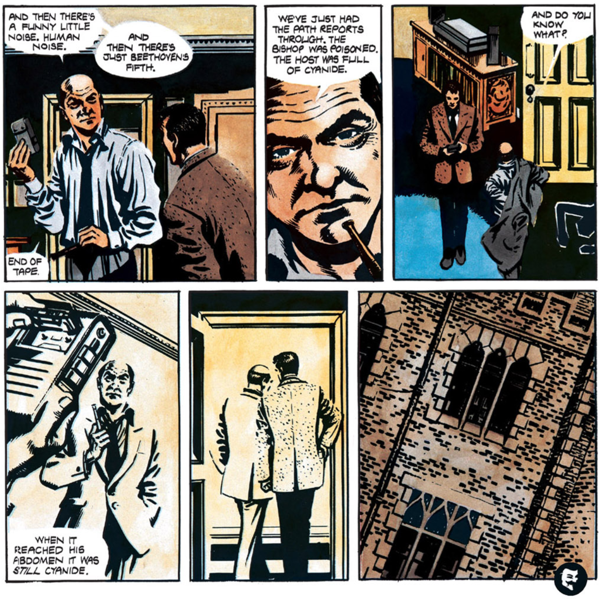 AND THEN THERE'S
A FUNNY LITTLE
NOISE. HUMAN
NOISE.
AND
THEN THERE'S
JUST BEETHOVEN'S
FIFTH.
END OF
TAPE.
WE'VE JUST HAD
THE PATH REPORTS
THROUGH. THE
BISHOP WAS POISONED.
THE HOST WAS FULL
OF CYANIDE.
AND DO YOU
KNOW
WHAT?
WHEN IT
REACHED HIS
ABDOMEN IT WAS
STILL CYANIDE.